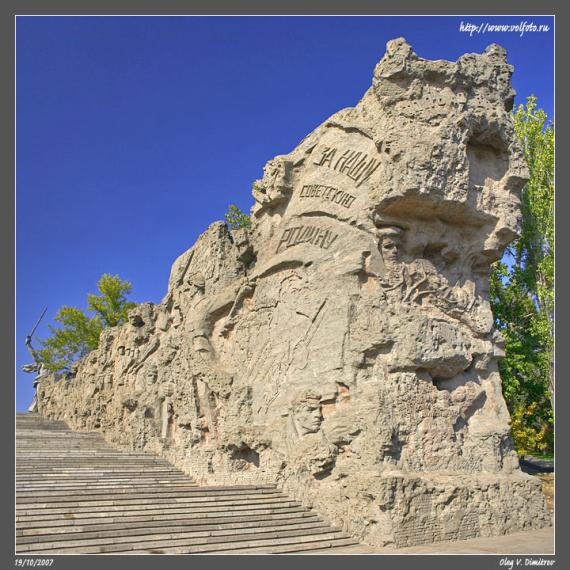 http://www.volfoto.ru
ЗА НАШУ
СОВЕТСКУЮ
РОДИНУ
19/10/2007
Oleg V. Dimitrov